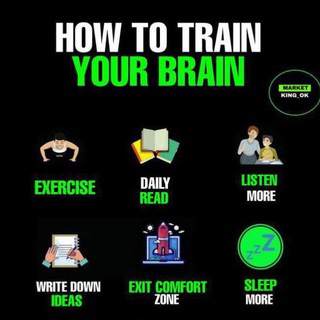 HOW TO TRAIN
YOUR BRAIN
MARKET
KING_OK
EXERCISE
DAILY
READ
LISTEN
MORE
WRITE DOWN
IDEAS
EXIT COMFORT
ZONE
zzZ
SLEEP
MORE